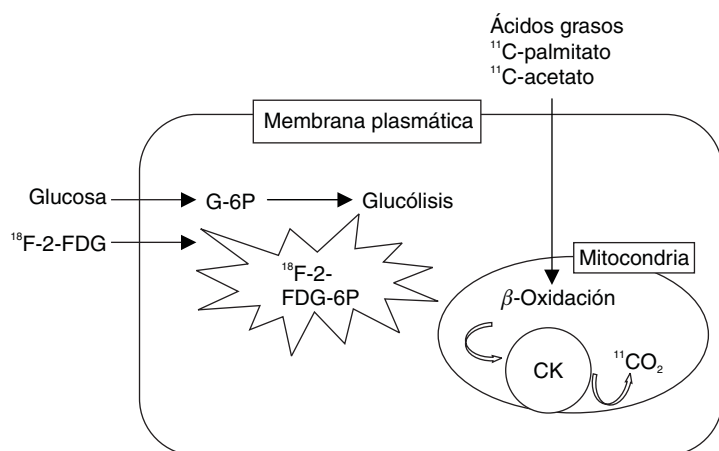 Ácidos grasos
¹¹C-palmitato
¹¹C-acetato
Membrana plasmática
Glucosa
G-6P
Glucólisis
¹⁸F-2-FDG
¹⁸F-2-
FDG-6P
Mitocondria
β-Oxidación
CK
¹¹CO₂